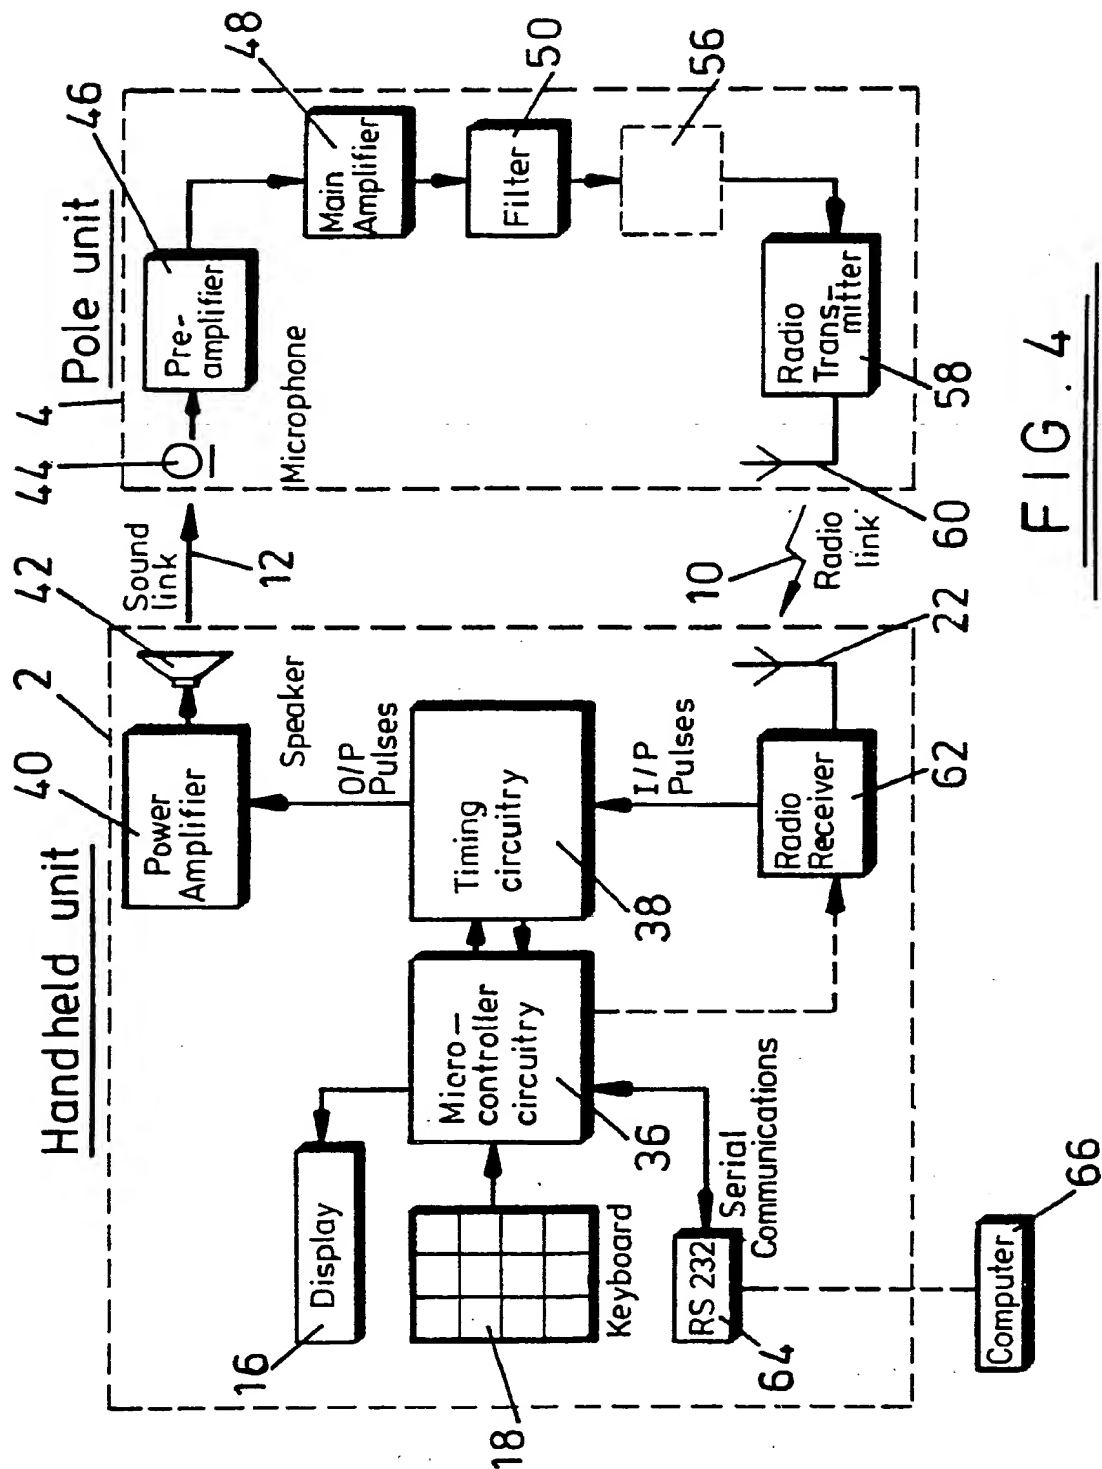 Handheld unit
Pole unit
2
4
40
42
44
46
48
50
56
Power
Amplifier
Speaker
Sound
link
12
Pre-
amplifier
Microphone
Main
Amplifier
Filter
16
Display
O/P
Pulses
Timing
circuitry
38
Micro-
controller
circuitry
36
18
Keyboard
I/P
Pulses
Radio
Receiver
62
22
10
Radio
link
60
Radio
Trans-
mitter
58
RS 232
64
Serial
Communications
Computer
66
FIG. 4